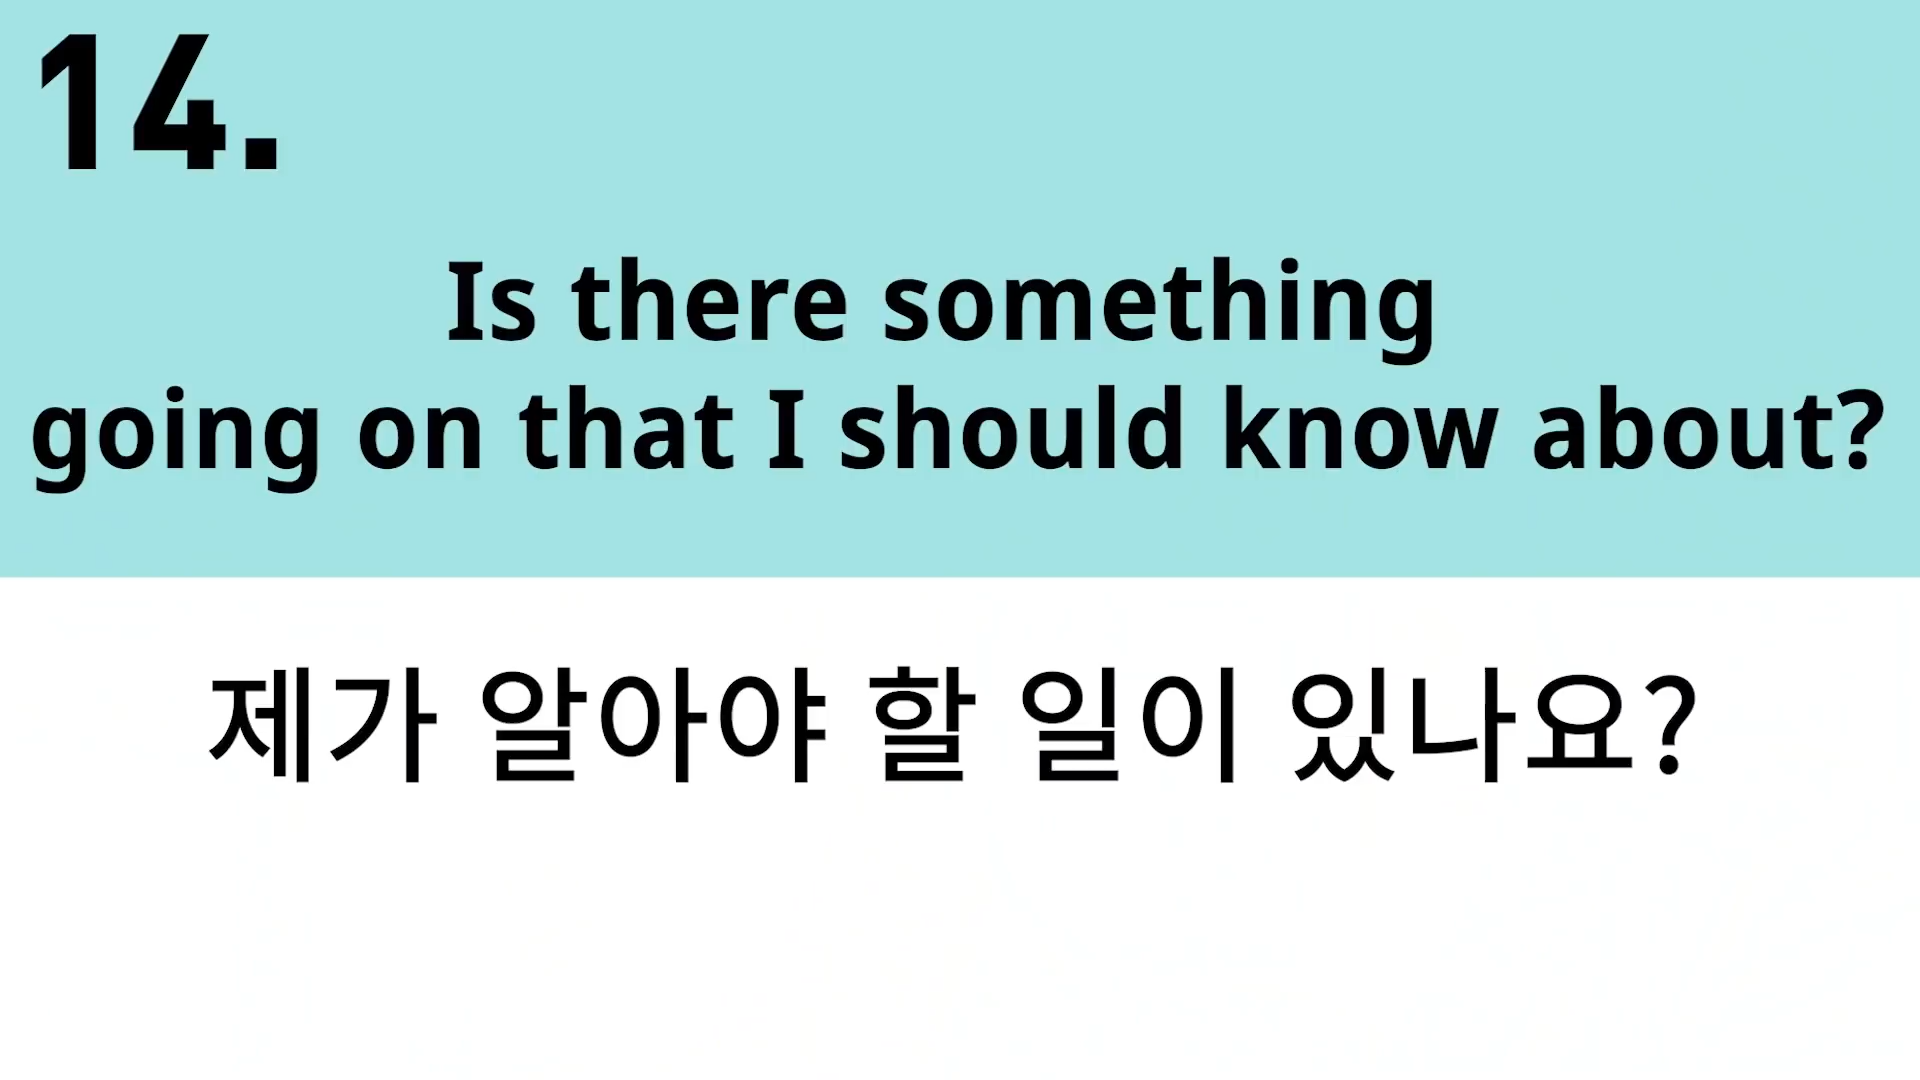 14.
Is there something
going on that I should know about?
제가 알아야 할 일이 있나요?